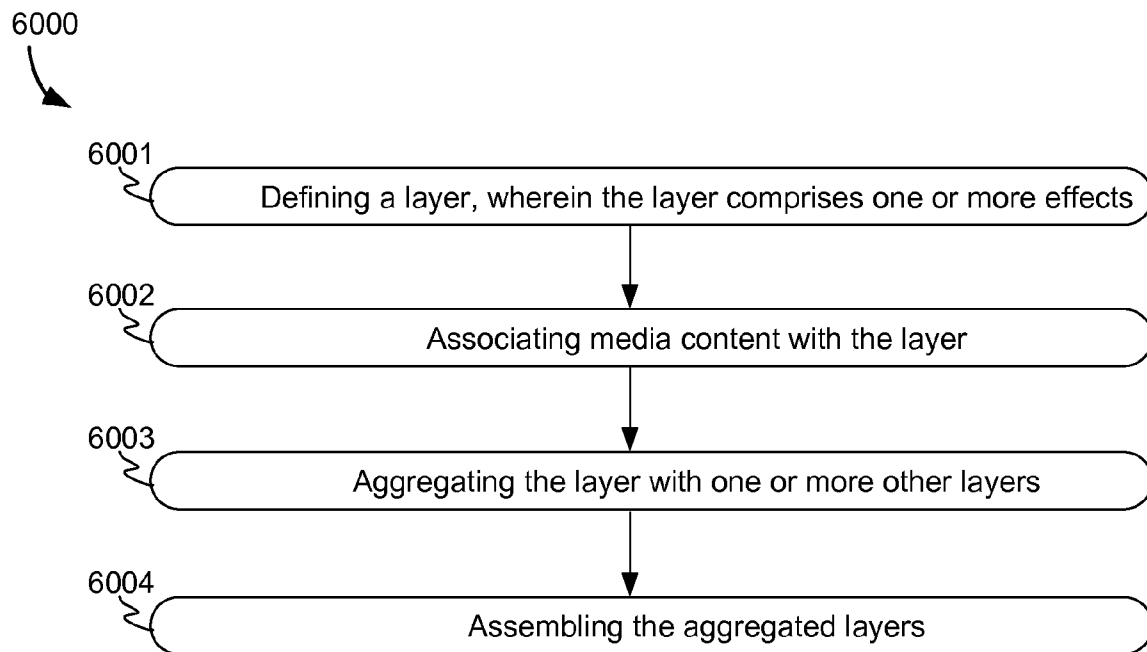 6000
6001
Defining a layer, wherein the layer comprises one or more effects
6002
Associating media content with the layer
6003
Aggregating the layer with one or more other layers
6004
Assembling the aggregated layers